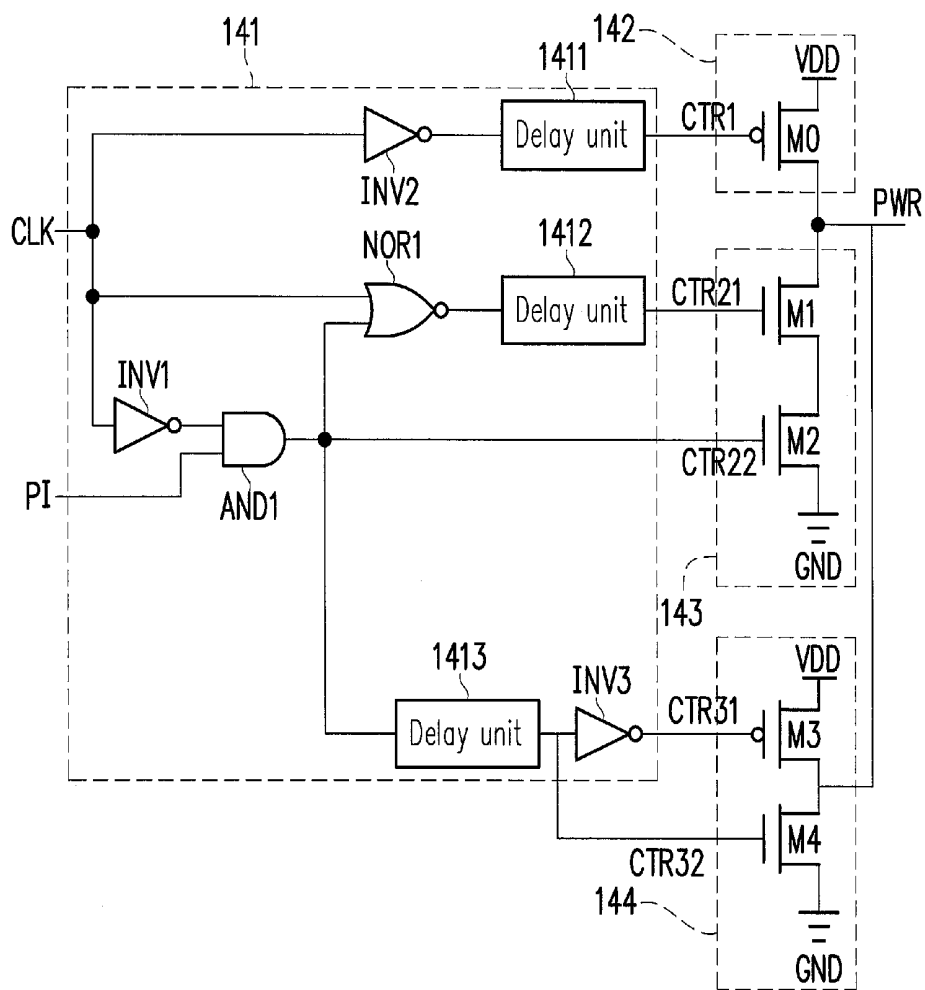 141
142
1411
VDD
Delay unit
CTR1
M0
INV2
PWR
CLK
NOR1
1412
Delay unit
CTR21
M1
INV1
M2
CTR22
PI
AND1
GND
143
1413
INV3
VDD
CTR31
Delay unit
M3
M4
CTR32
144
GND